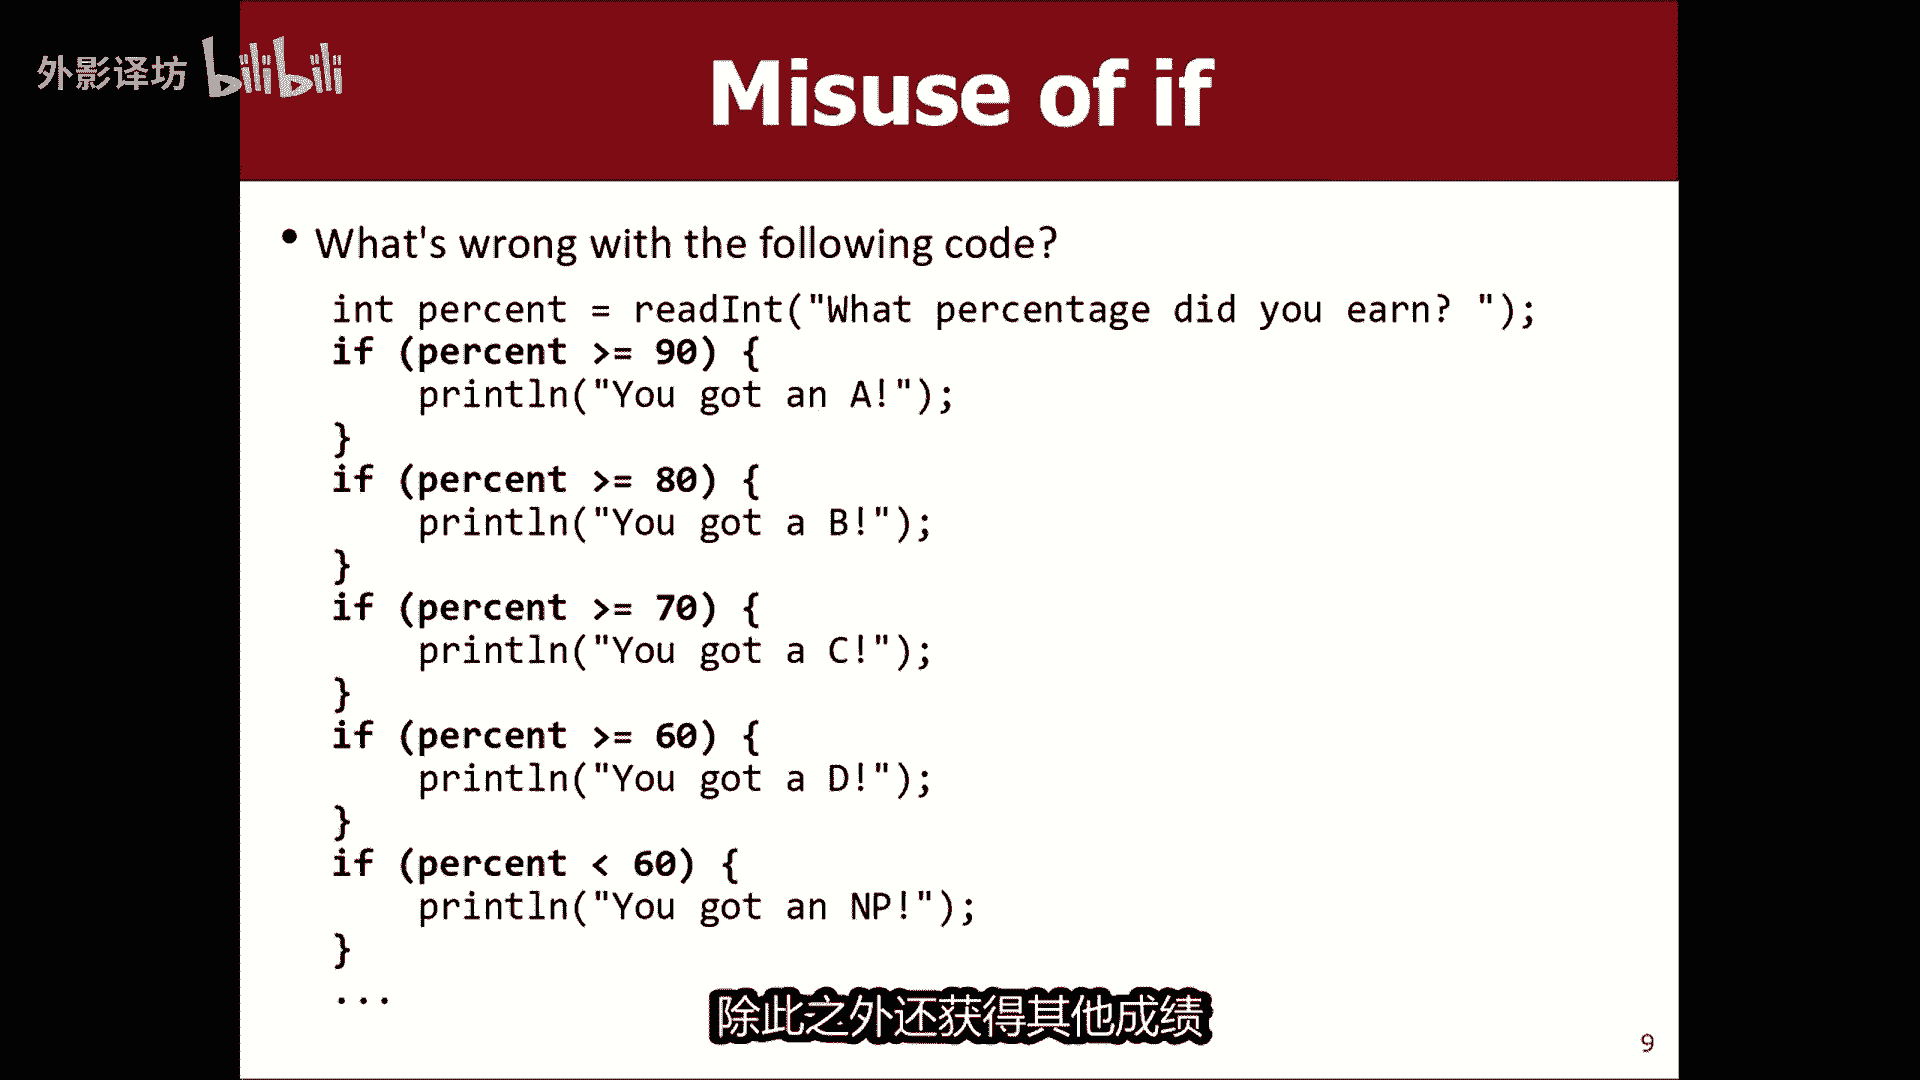 外影译坊 bilibili
Misuse of if
• What's wrong with the following code?
int percent = readInt("What percentage did you earn? ");
if (percent >= 90) {
    println("You got an A!");
}
if (percent >= 80) {
    println("You got a B!");
}
if (percent >= 70) {
    println("You got a C!");
}
if (percent >= 60) {
    println("You got a D!");
}
if (percent < 60) {
    println("You got an NP!");
}
...
除此之外还获得其他成绩
9